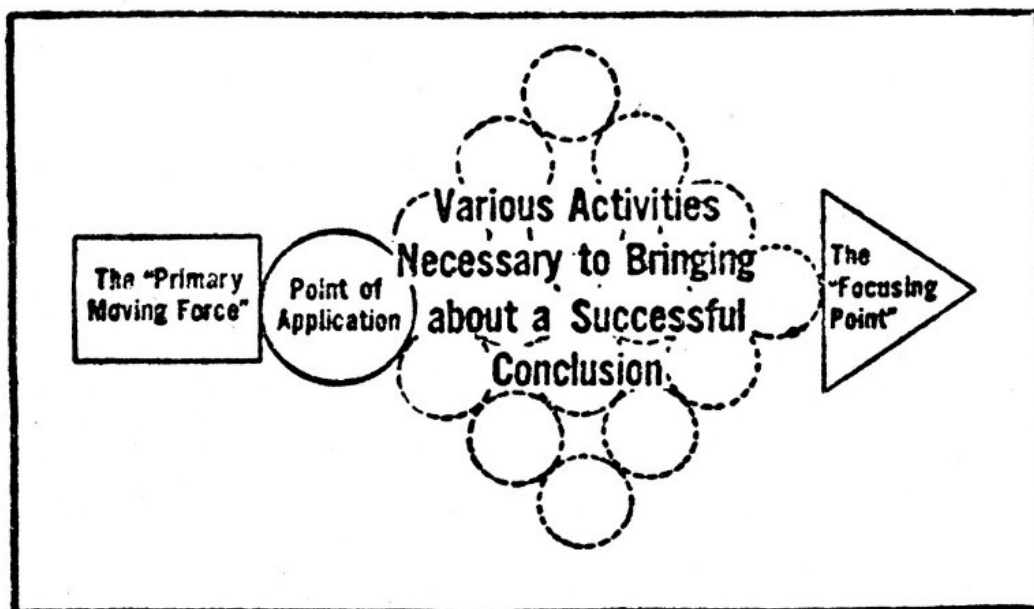 The "Primary
Moving Force"
Point of
Application
Various Activities
Necessary to Bringing
about a Successful
Conclusion
The
"Focusing
Point"